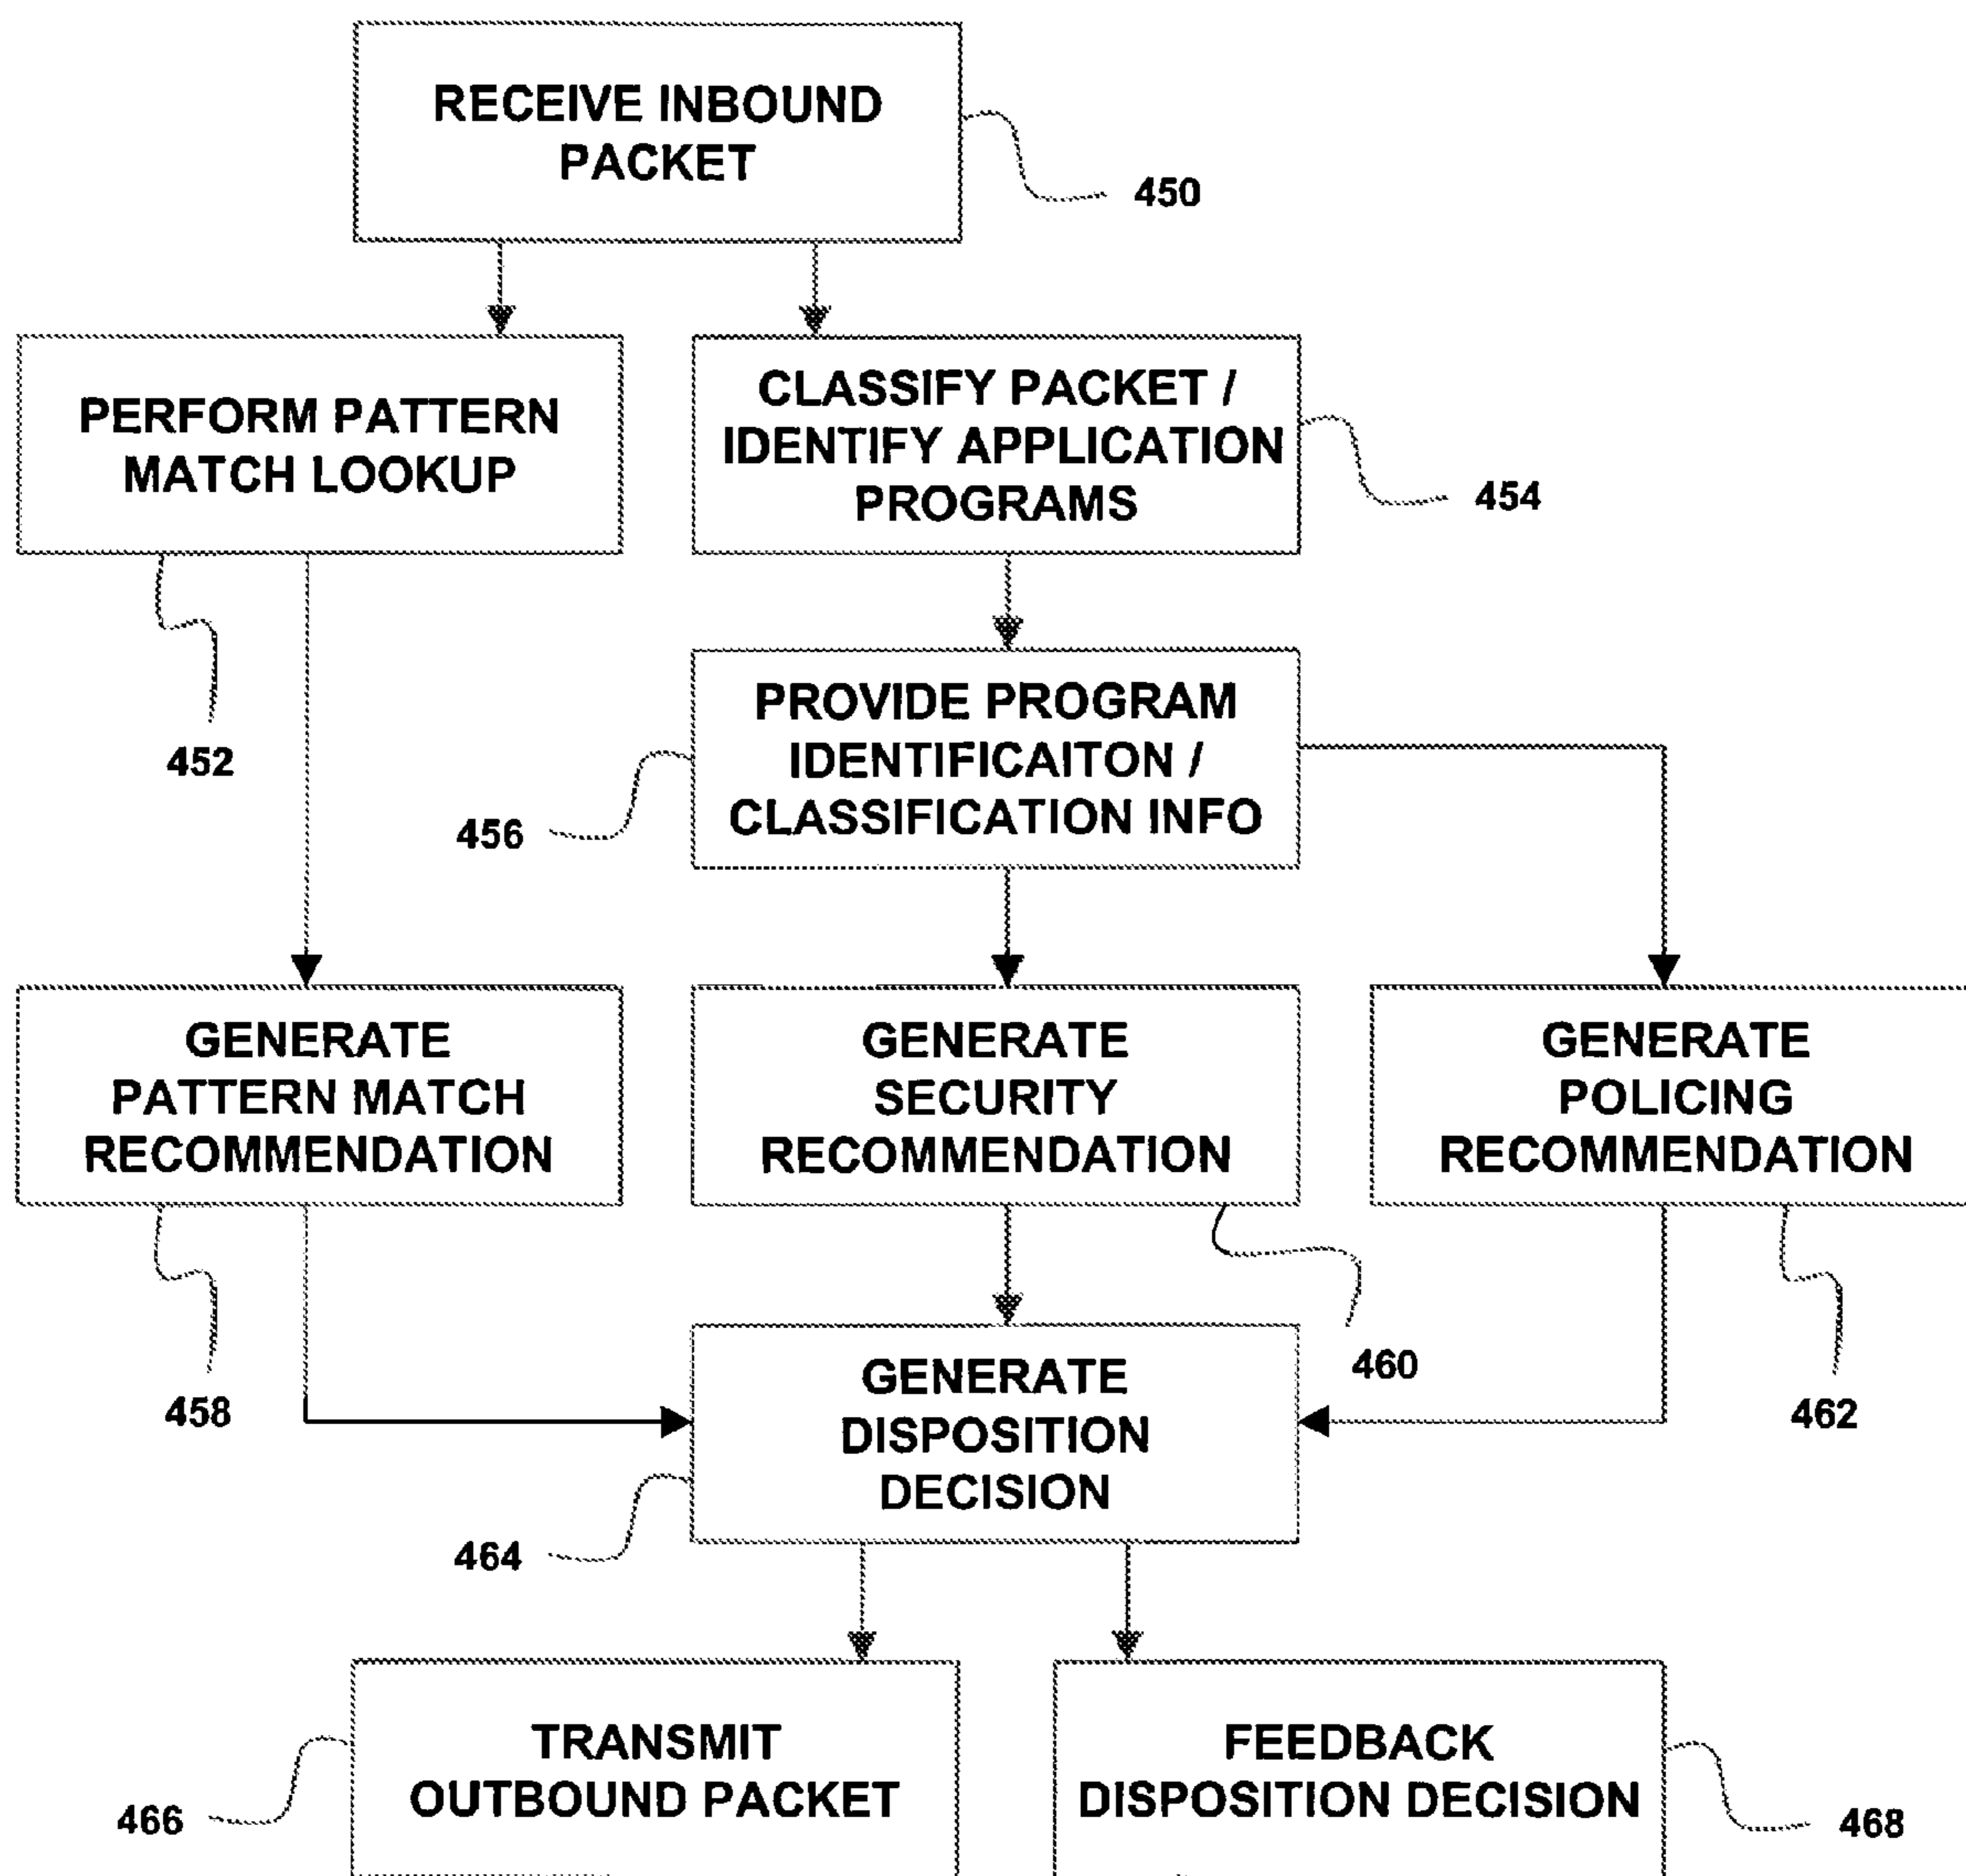 RECEIVE INBOUND
PACKET
450
PERFORM PATTERN
MATCH LOOKUP
452
CLASSIFY PACKET /
IDENTIFY APPLICATION
PROGRAMS
454
PROVIDE PROGRAM
IDENTIFICAITON /
CLASSIFICATION INFO
456
GENERATE
PATTERN MATCH
RECOMMENDATION
458
GENERATE
SECURITY
RECOMMENDATION
460
GENERATE
POLICING
RECOMMENDATION
462
GENERATE
DISPOSITION
DECISION
464
TRANSMIT
OUTBOUND PACKET
466
FEEDBACK
DISPOSITION DECISION
468